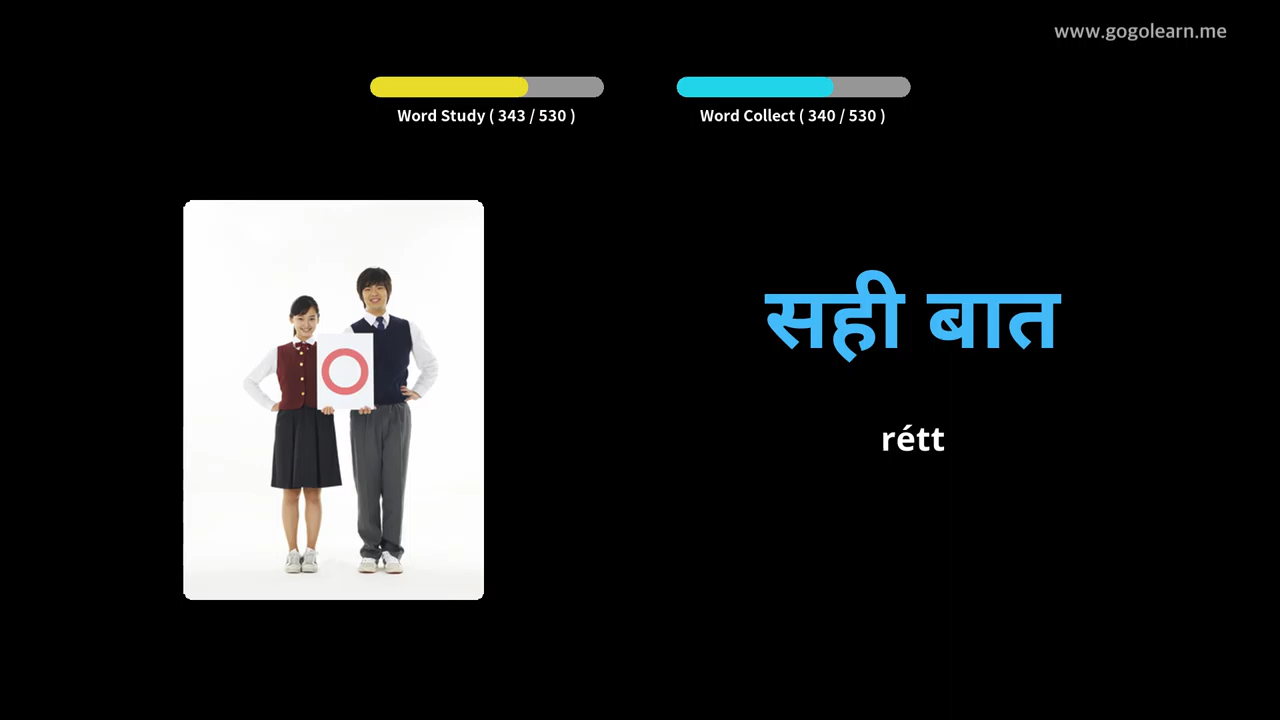 www.gogolearn.me
Word Study ( 343 / 530 )
Word Collect ( 340 / 530 )
सही बात
rétt